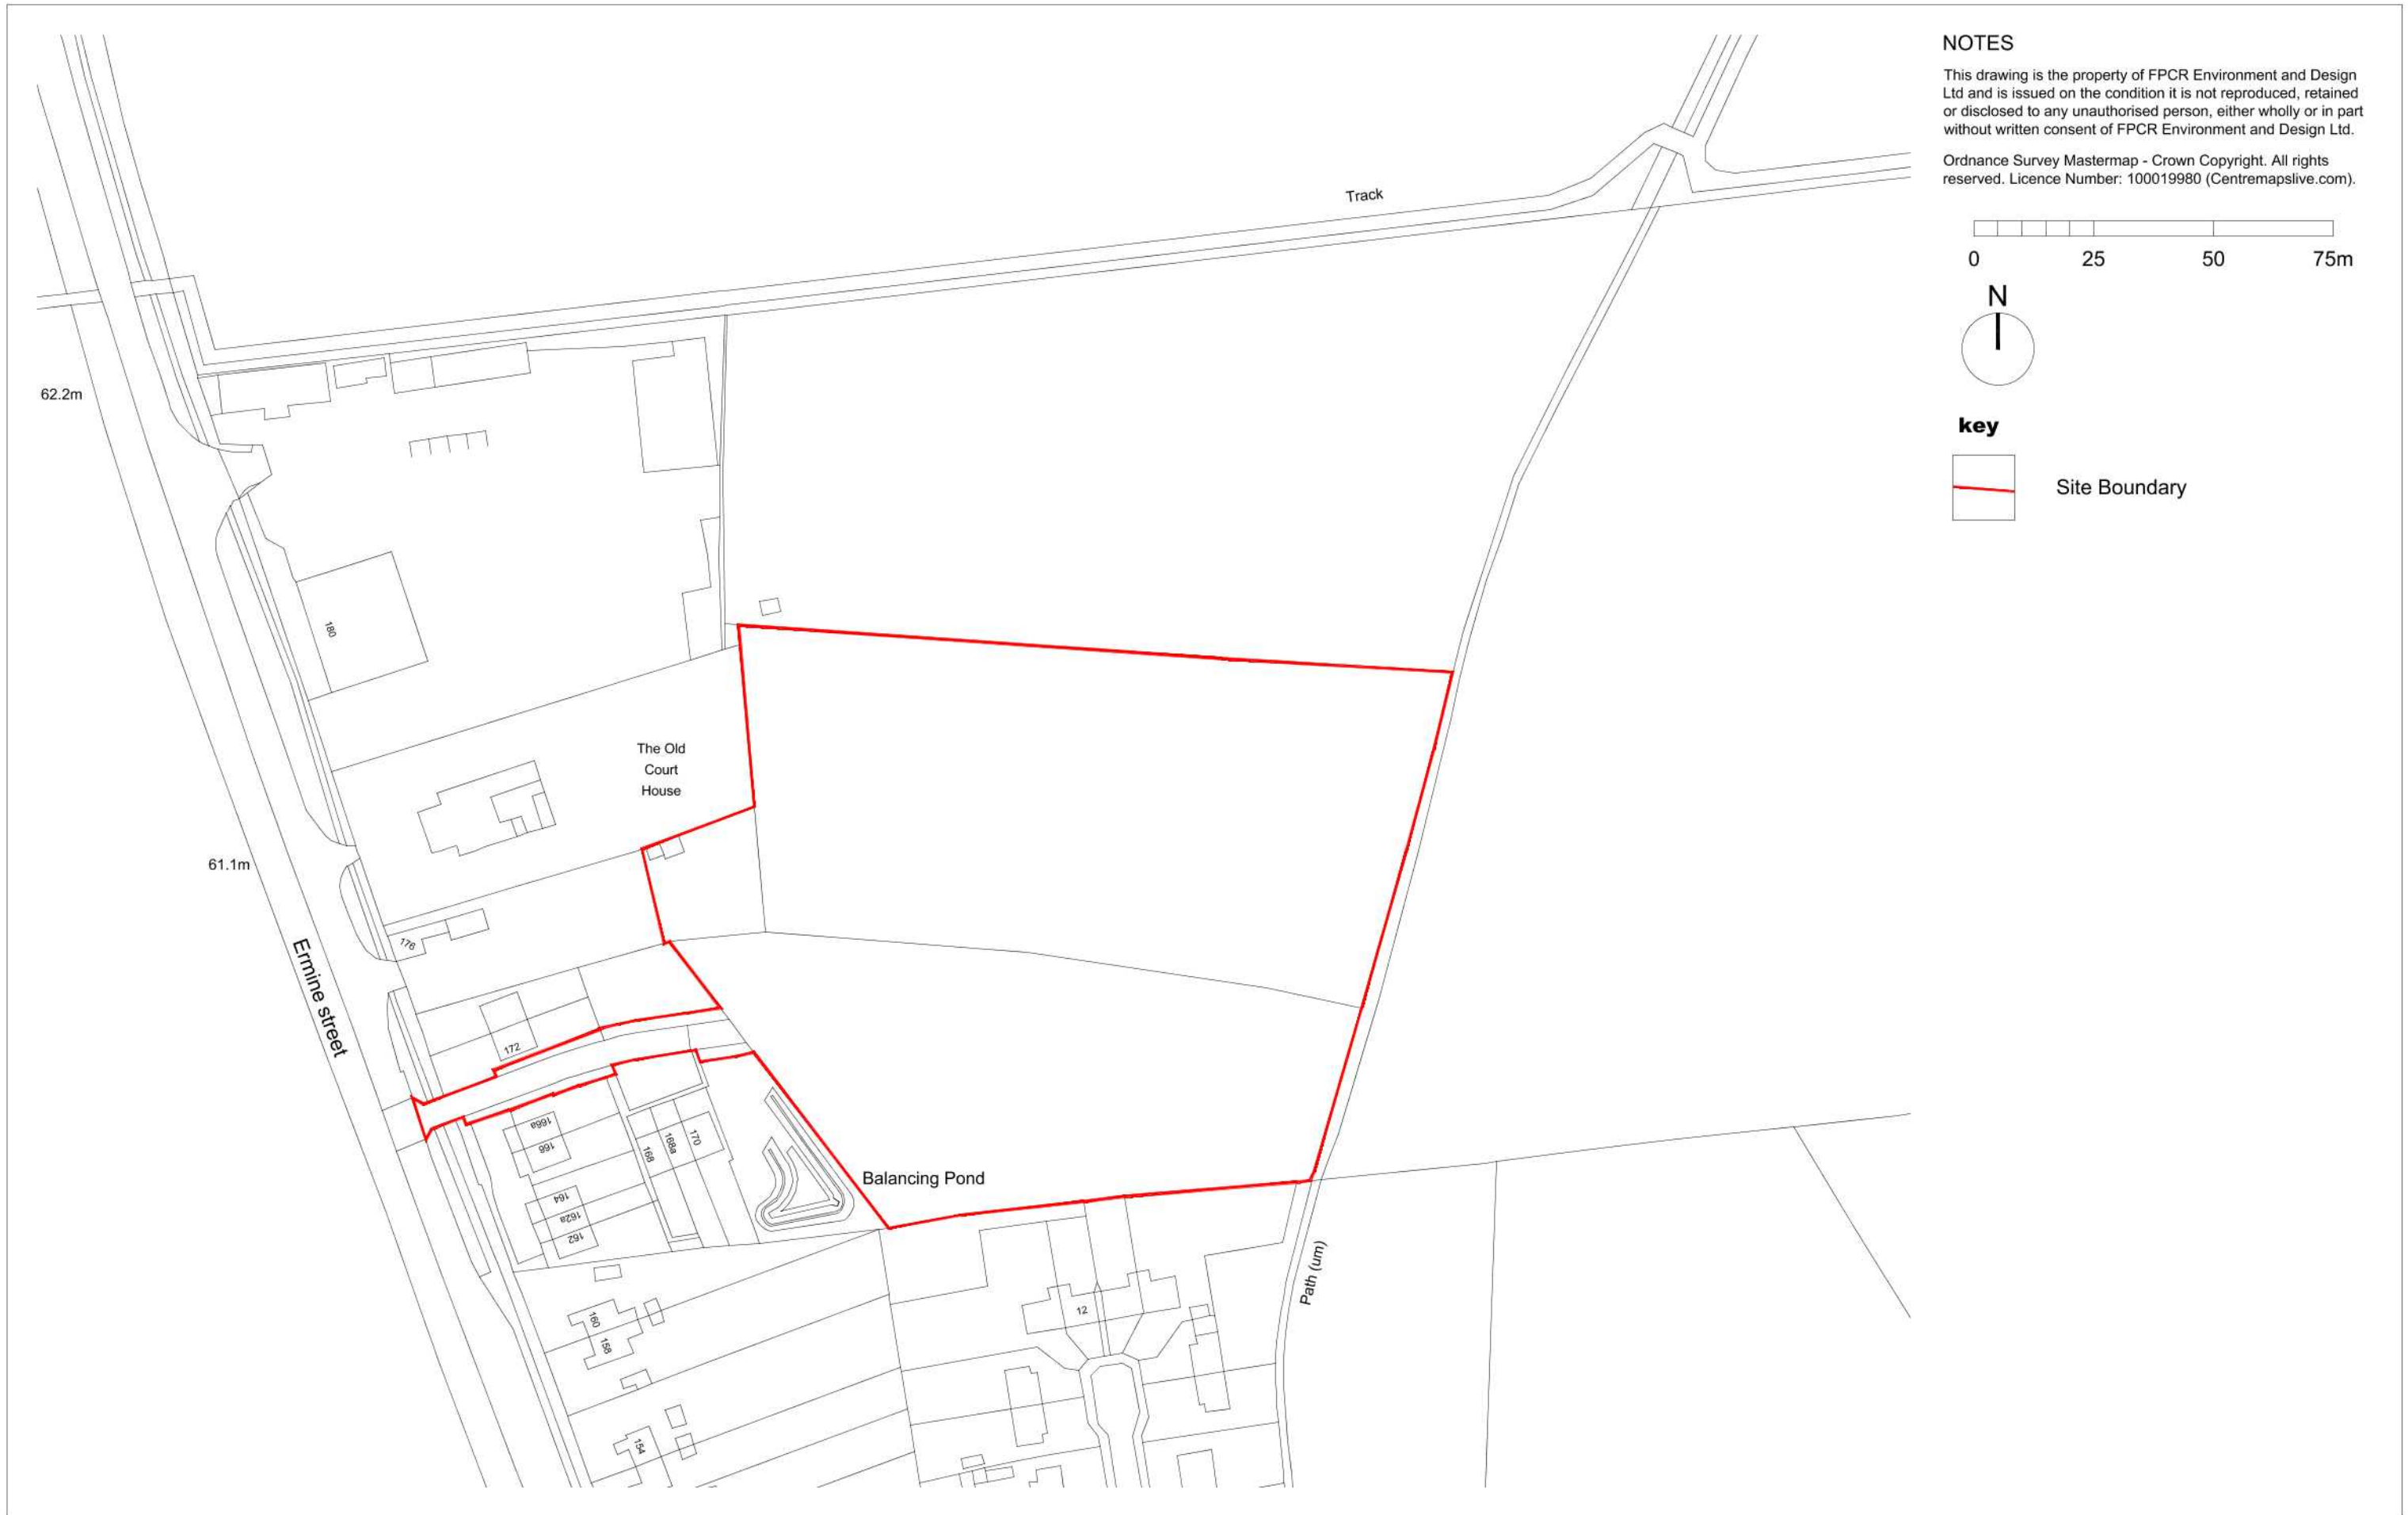 NOTES
This drawing is the property of FPCR Environment and Design
Ltd and is issued on the condition it is not reproduced, retained
or disclosed to any unauthorised person, either wholly or in part
without written consent of FPCR Environment and Design Ltd.
Ordnance Survey Mastermap - Crown Copyright. All rights
reserved. Licence Number: 100019980 (Centremapslive.com).
0 25 50 75m
N
key
Site Boundary
Track
62.2m
180
The Old
Court
House
61.1m
176
Ermine street
172
166a
166
168
168a
170
164
162a
162
Balancing Pond
Path (um)
160
158
12
154